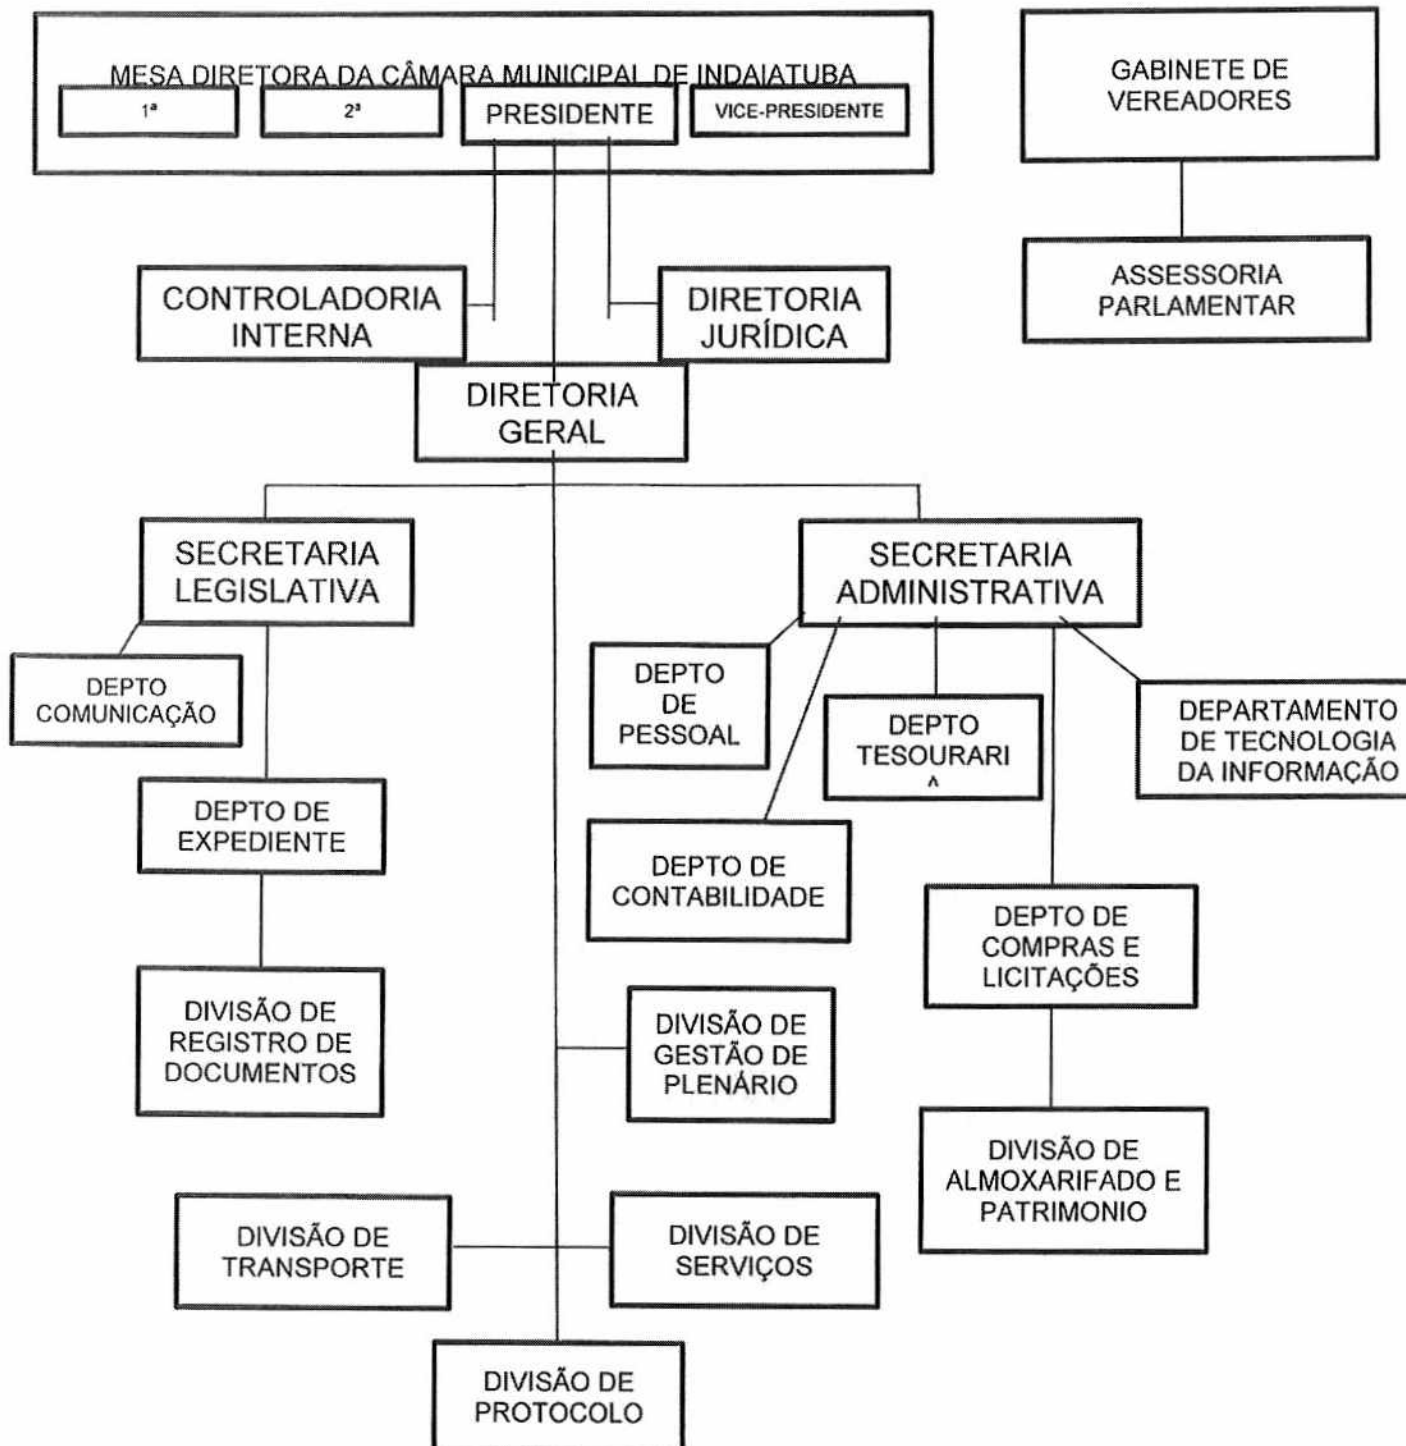 MESA DIRETORA DA CÂMARA MUNICIPAL DE INDAIATUBA
1ª
2ª
PRESIDENTE
VICE-PRESIDENTE
GABINETE DE
VEREADORES
ASSESSORIA
PARLAMENTAR
CONTROLADORIA
INTERNA
DIRETORIA
JURÍDICA
DIRETORIA
GERAL
SECRETARIA
LEGISLATIVA
SECRETARIA
ADMINISTRATIVA
DEPTO
COMUNICAÇÃO
DEPTO
DE
PESSOAL
DEPTO
TESOURARI
DEPARTAMENTO
DE TECNOLOGIA
DA INFORMAÇÃO
DEPTO DE
EXPEDIENTE
DEPTO DE
CONTABILIDADE
DEPTO DE
COMPRAS E
LICITAÇÕES
DIVISÃO DE
REGISTRO DE
DOCUMENTOS
DIVISÃO DE
GESTÃO DE
PLENÁRIO
DIVISÃO DE
ALMOXARIFADO E
PATRIMONIO
DIVISÃO DE
TRANSPORTE
DIVISÃO DE
SERVIÇOS
DIVISÃO DE
PROTOCOLO